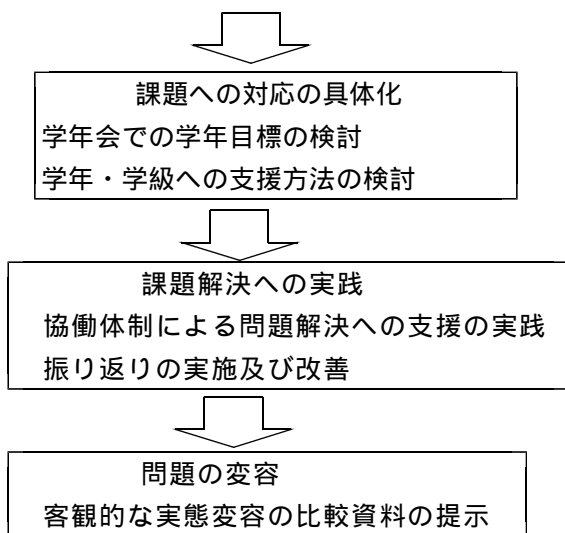 課題への対応の具体化
学年会での学年目標の検討
学年・学級への支援方法の検討
課題解決への実践
協働体制による問題解決への支援の実践
振り返りの実施及び改善
問題の変容
客観的な実態変容の比較資料の提示